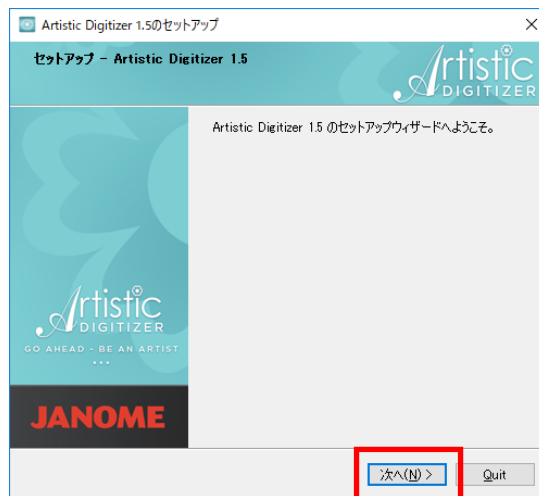 Artistic Digitizer 1.5のセットアップ
セットアップ - Artistic Digitizer 1.5
Artistic
DIGITIZER
Artistic Digitizer 1.5 のセットアップウィザードへようこそ。
Artistic
DIGITIZER
GO AHEAD - BE AN ARTIST
...
JANOME
次へ(N) >
Quit